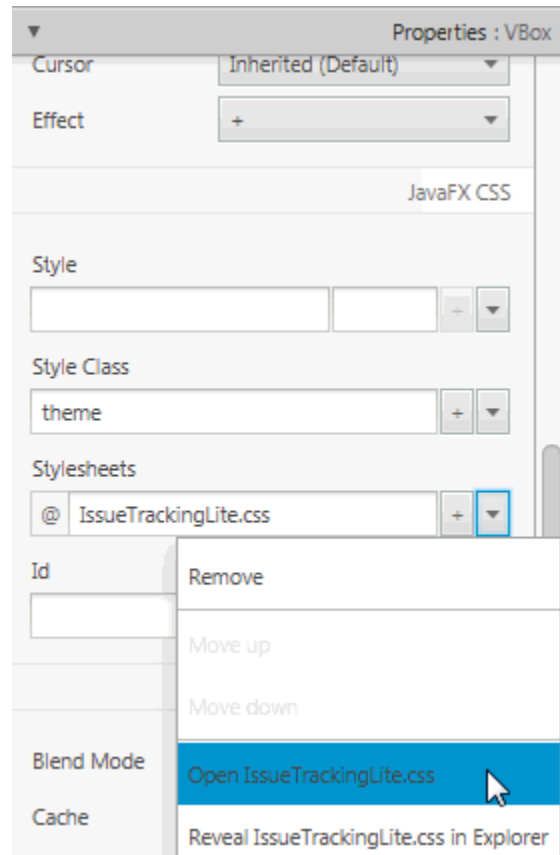 Properties : VBox
Cursor Inherited (Default)
Effect +
JavaFX CSS
Style
+
Style Class
theme +
Stylesheets
@ IssueTrackingLite.css +
Id
Remove
Move up
Move down
Blend Mode
Open IssueTrackingLite.css
Cache
Reveal IssueTrackingLite.css in Explorer